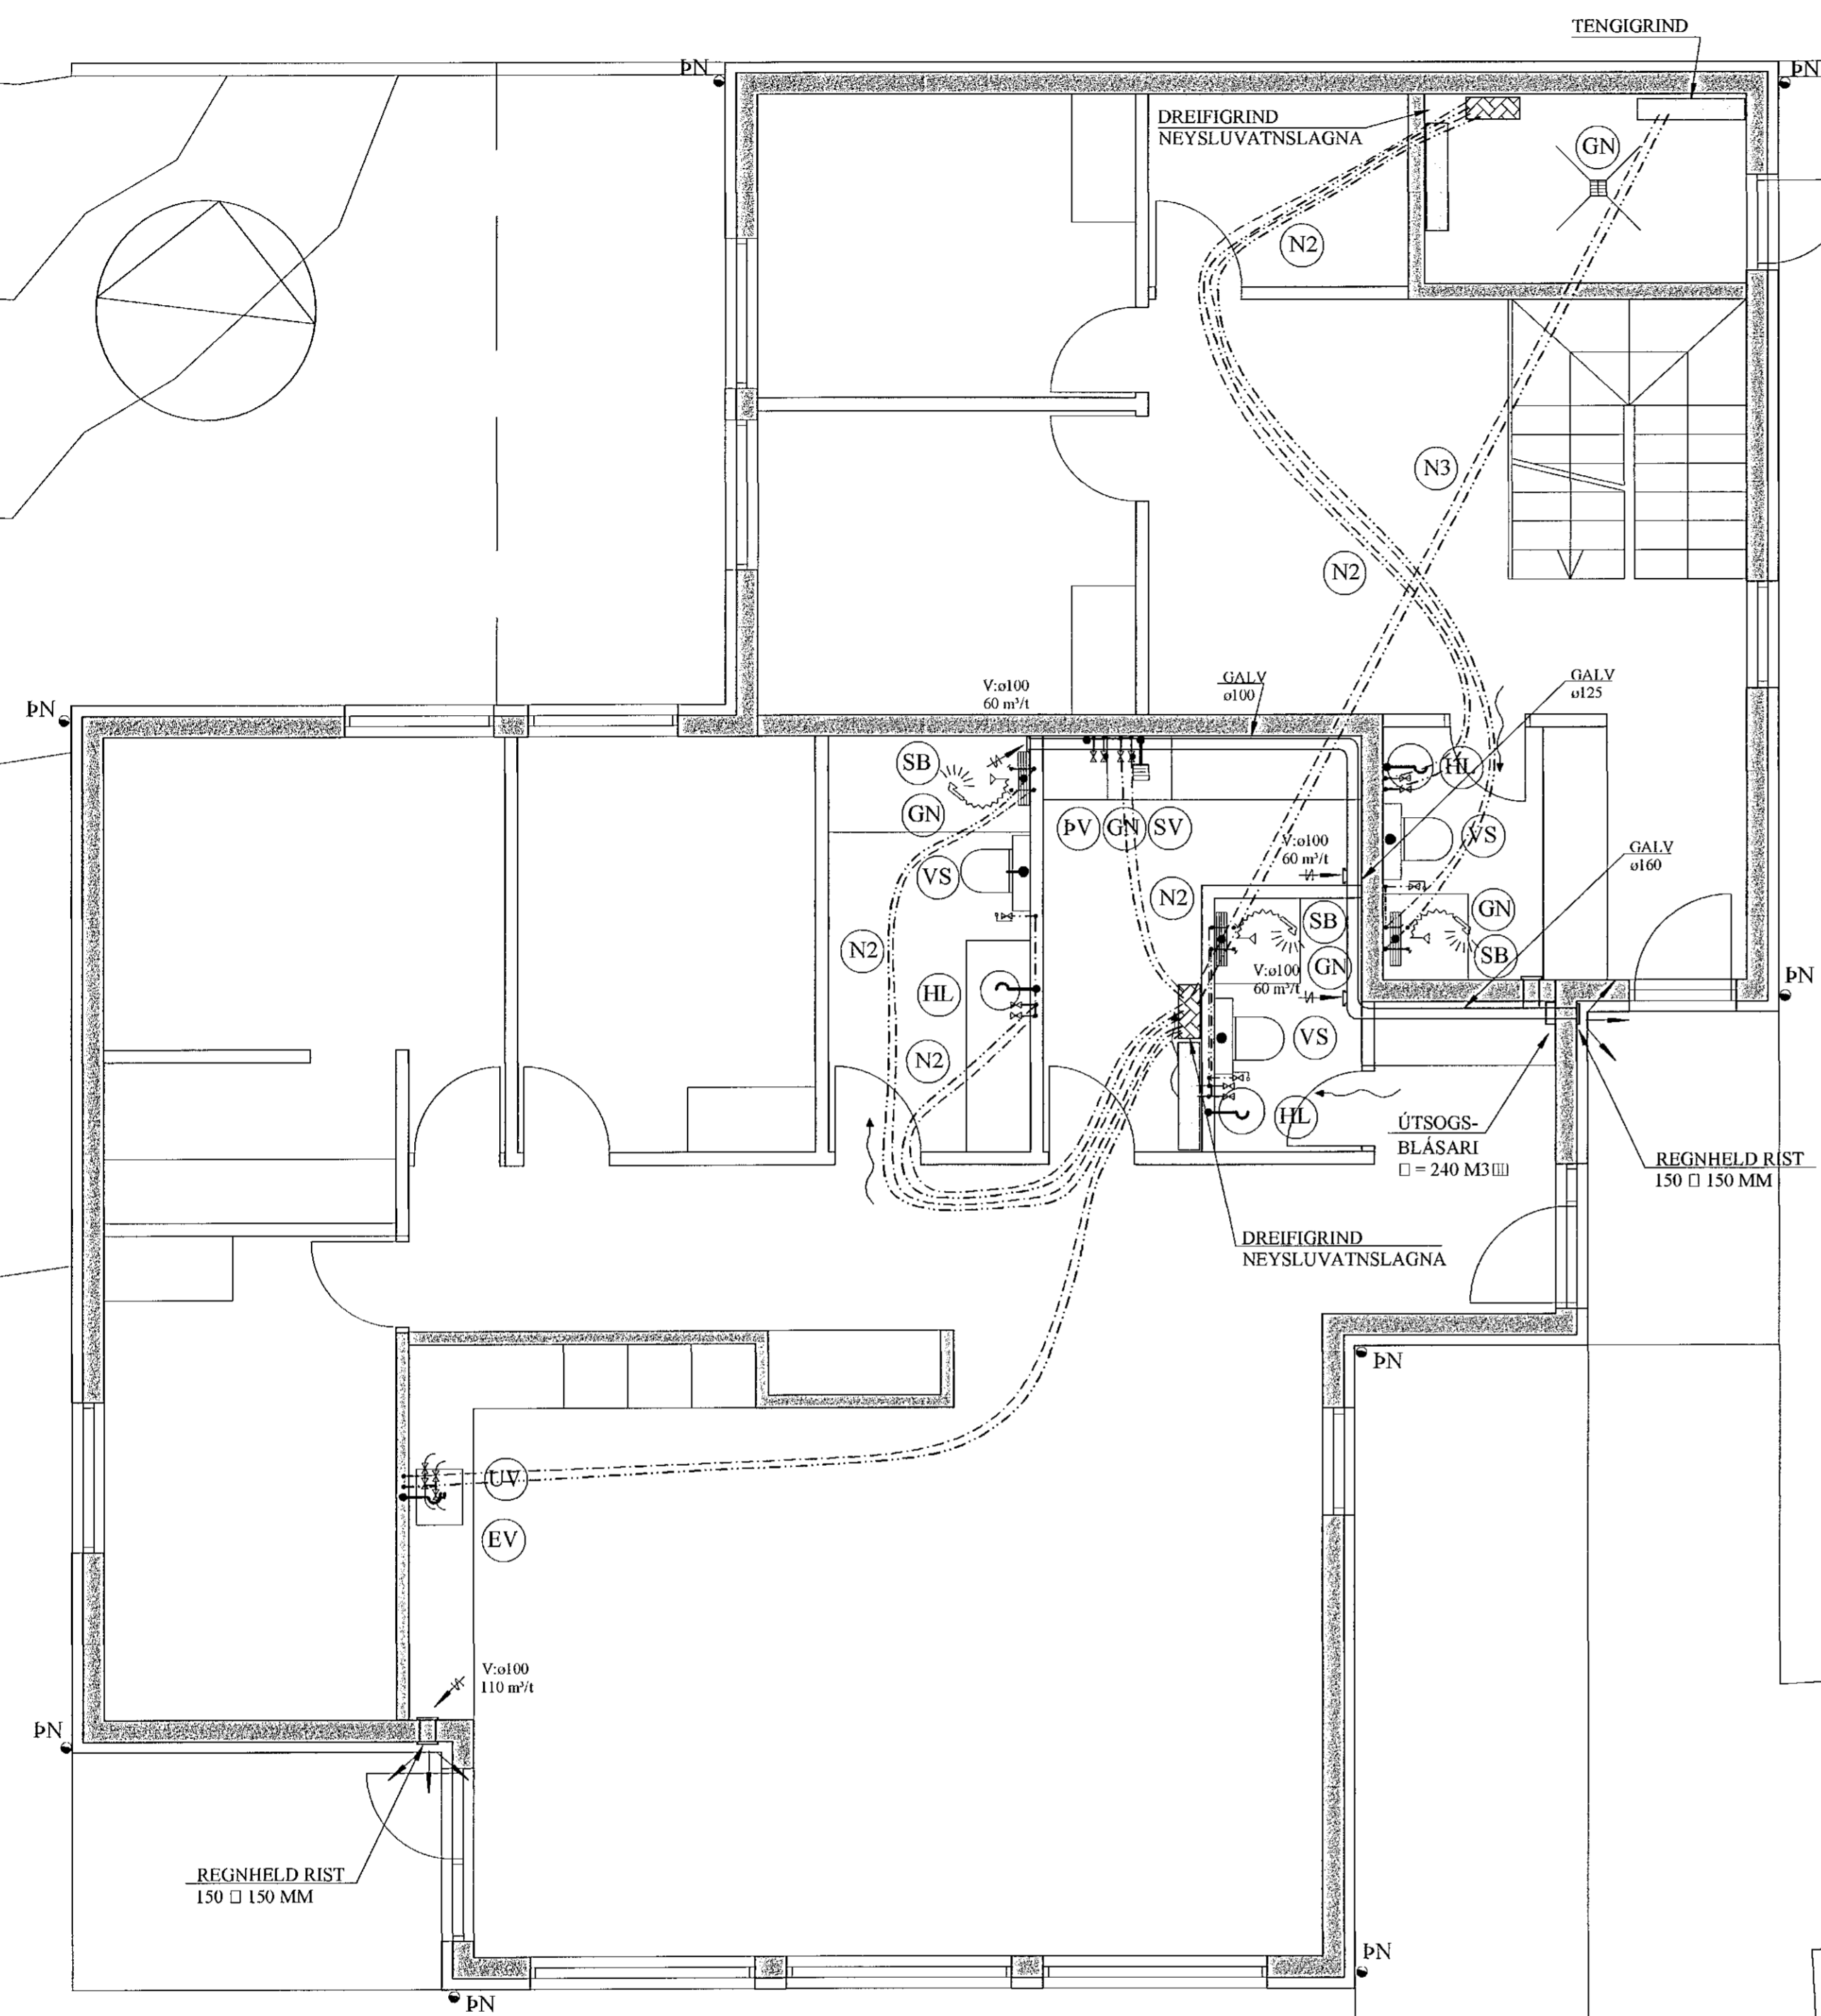 TENGIGRIND
ÞN
ÞN
DREIFIGRIND
NEYSLUVATNSLAGNA
GN
N2
N3
N2
V:ø100
60 m³/t
GALV
ø100
GALV
ø125
ÞN
SB
HL
GN
ÞV
GN
SV
VS
V:ø100
60 m³/t
GALV
ø160
VS
N2
GN
SB
SB
N2
V:ø100
60 m³/t
GN
ÞN
HL
VS
N2
HL
ÚTSOGS-
BLÁSARI
□ = 240 M3
REGNHELD RIST
150 □ 150 MM
DREIFIGRIND
NEYSLUVATNSLAGNA
ÞN
UV
EV
V:ø100
110 m³/t
ÞN
REGNHELD RIST
150 □ 150 MM
ÞN
ÞN